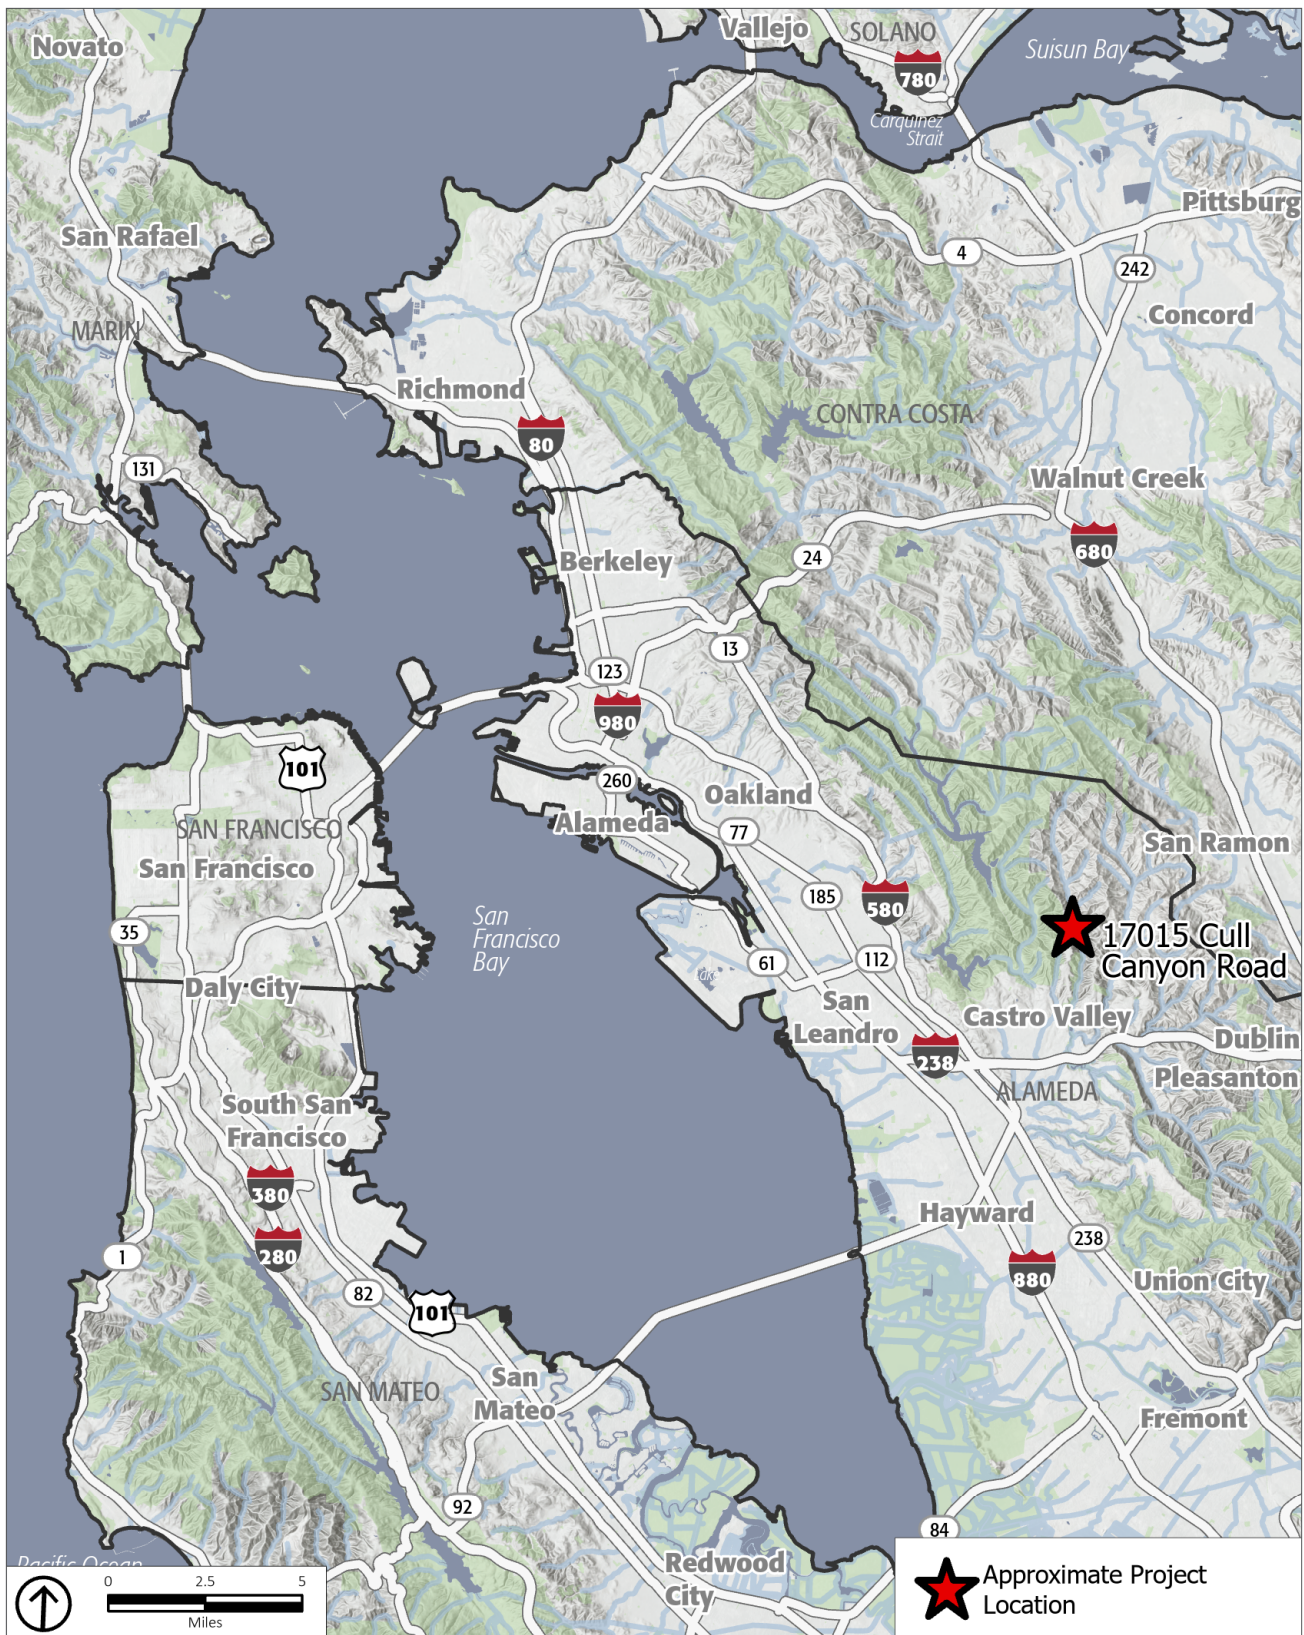 Vallejo
SOLANO
Novato
Suisun Bay
780
Carquinez
Strait
Pittsburg
San Rafael
4
242
Concord
MARIN
Richmond
CONTRA COSTA
80
131
Walnut Creek
680
24
Berkeley
13
123
980
101
260
Oakland
Alameda
SAN FRANCISCO
77
San Ramon
San Francisco
185
580
35
San
Francisco
Bay
17015 Cull
Canyon Road
112
61
Lake
Daly City
San
Leandro
Castro Valley
Dublin
238
Pleasanton
ALAMEDA
South San
Francisco
380
Hayward
280
1
238
880
Union City
82
101
San
Mateo
SAN MATEO
Fremont
92
84
Pacific Ocean
Redwood
City
0 2.5 5
Miles
Approximate Project
Location